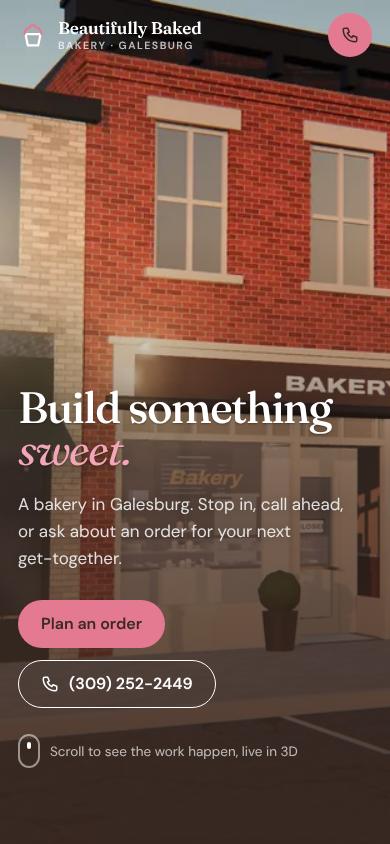 Beautifully Baked
BAKERY · GALESBURG
BAKERY
Build something
sweet.
Bakery
A bakery in Galesburg. Stop in, call ahead,
or ask about an order for your next
get-together.
Plan an order
(309) 252-2449
Scroll to see the work happen, live in 3D